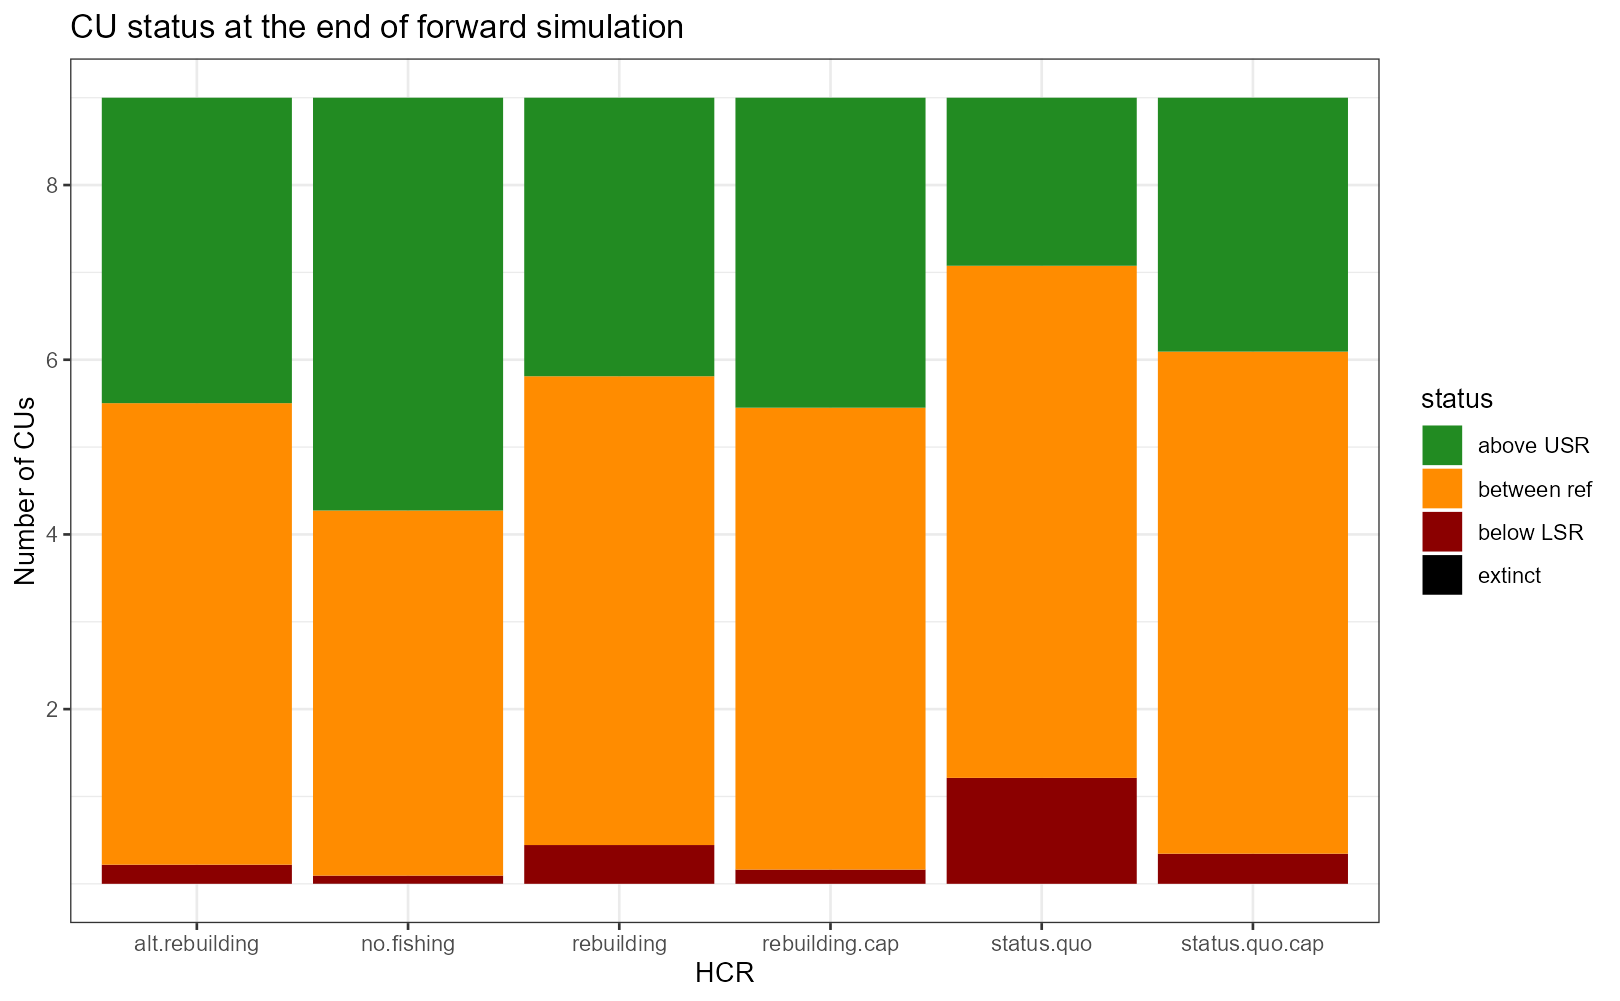 CU status at the end of forward simulation
Number of CUs
8
6
4
2
alt.rebuilding
no.fishing
rebuilding
rebuilding.cap
status.quo
status.quo.cap
HCR
status
above USR
between ref
below LSR
extinct